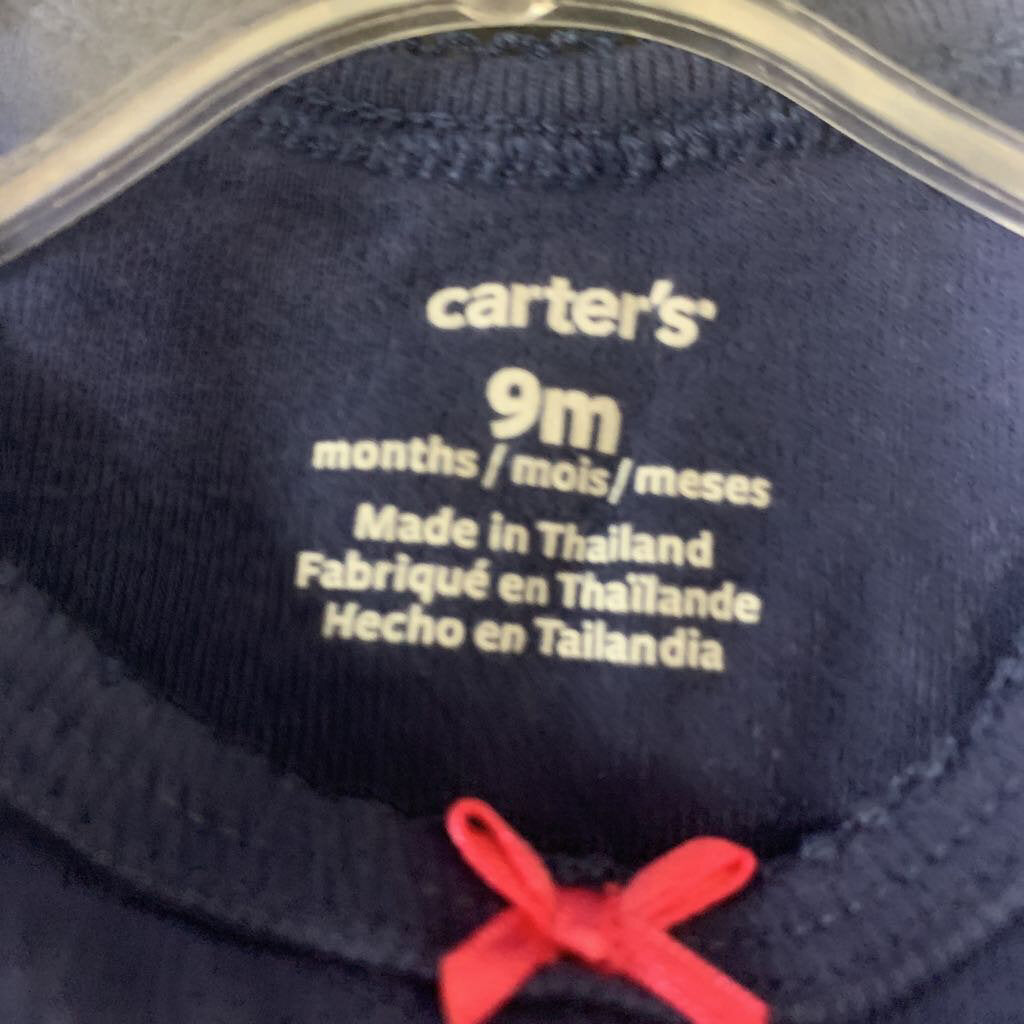 carter's
9m
months/mois/meses
Made in Thailand
Fabriqué en Thaïlande
Hecho en Tailandia